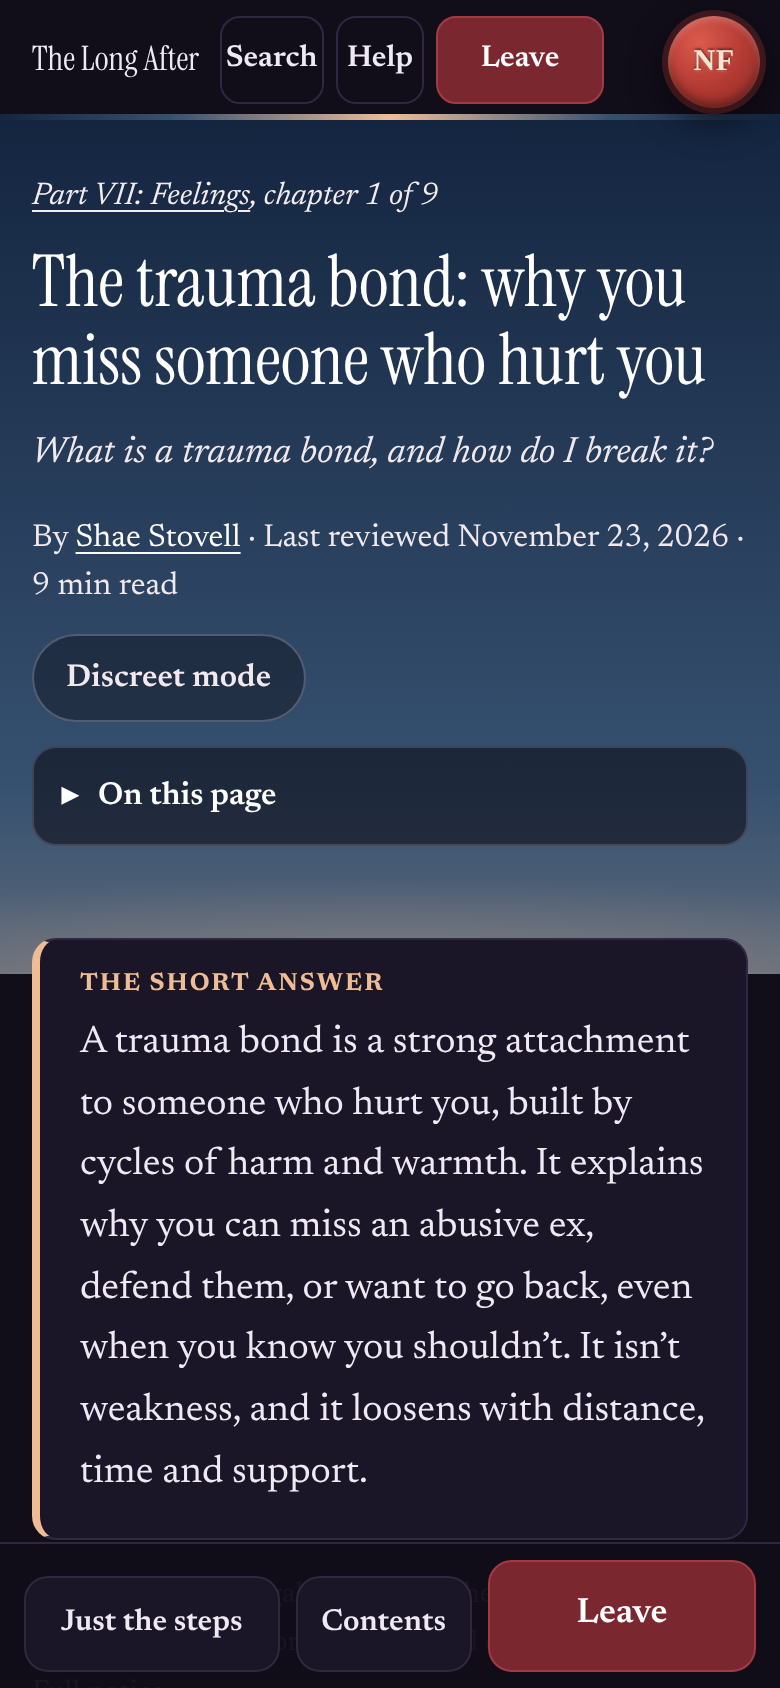 The Long After
Search
Help
Leave
NF
Part VII: Feelings, chapter 1 of 9
The trauma bond: why you
miss someone who hurt you
What is a trauma bond, and how do I break it?
By Shae Stovell · Last reviewed November 23, 2026 ·
9 min read
Discreet mode
► On this page
THE SHORT ANSWER
A trauma bond is a strong attachment
to someone who hurt you, built by
cycles of harm and warmth. It explains
why you can miss an abusive ex,
defend them, or want to go back, even
when you know you shouldn’t. It isn’t
weakness, and it loosens with distance,
time and support.
Just the steps
Contents
Leave